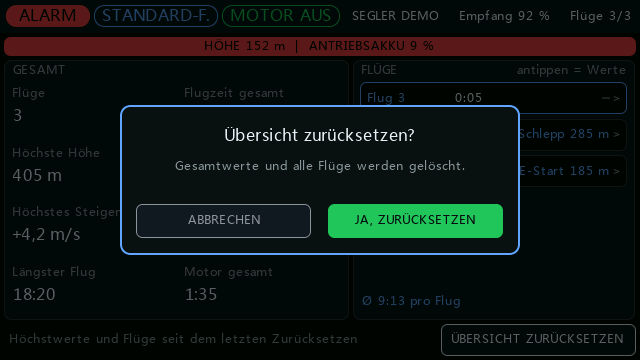 ALARM STANDARD-F. MOTOR AUS SEGLER DEMO Empfang 92 % Flüge 3/3
HÖHE 152 m | ANTRIEBSAKKU 9 %
GESAMT
Flüge Flugzeit gesamt
3
Höchste Höhe
405 m
Höchstes Steigen
+4,2 m/s
Längster Flug Motor gesamt
18:20 1:35
FLÜGE antippen = Werte
Flug 3 0:05 — >
Schlepp 285 m >
E-Start 185 m >
Ø 9:13 pro Flug
Übersicht zurücksetzen?
Gesamtwerte und alle Flüge werden gelöscht.
ABBRECHEN JA, ZURÜCKSETZEN
Höchstwerte und Flüge seit dem letzten Zurücksetzen ÜBERSICHT ZURÜCKSETZEN